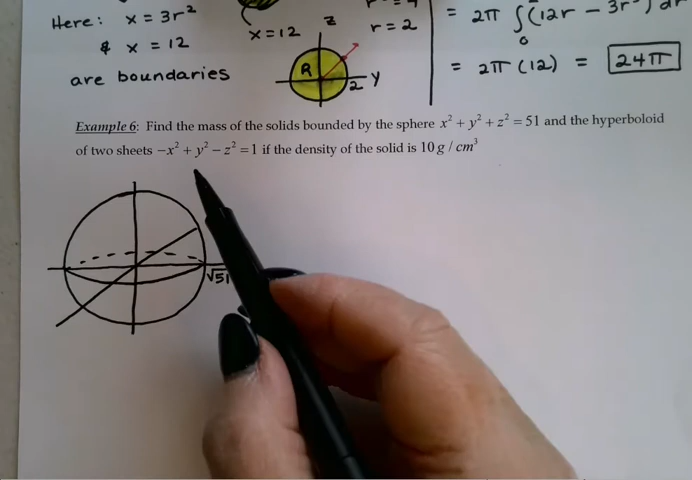 Here: x = 3r²
& x = 12
are boundaries
x=12
r = 2
z
R
2 y
= 2π ∫ (12r − 3r
0
= 2π (12) = 24π
Example 6: Find the mass of the solids bounded by the sphere x² + y² + z² = 51 and the hyperboloid
of two sheets −x² + y² − z² = 1 if the density of the solid is 10 g / cm³
√51